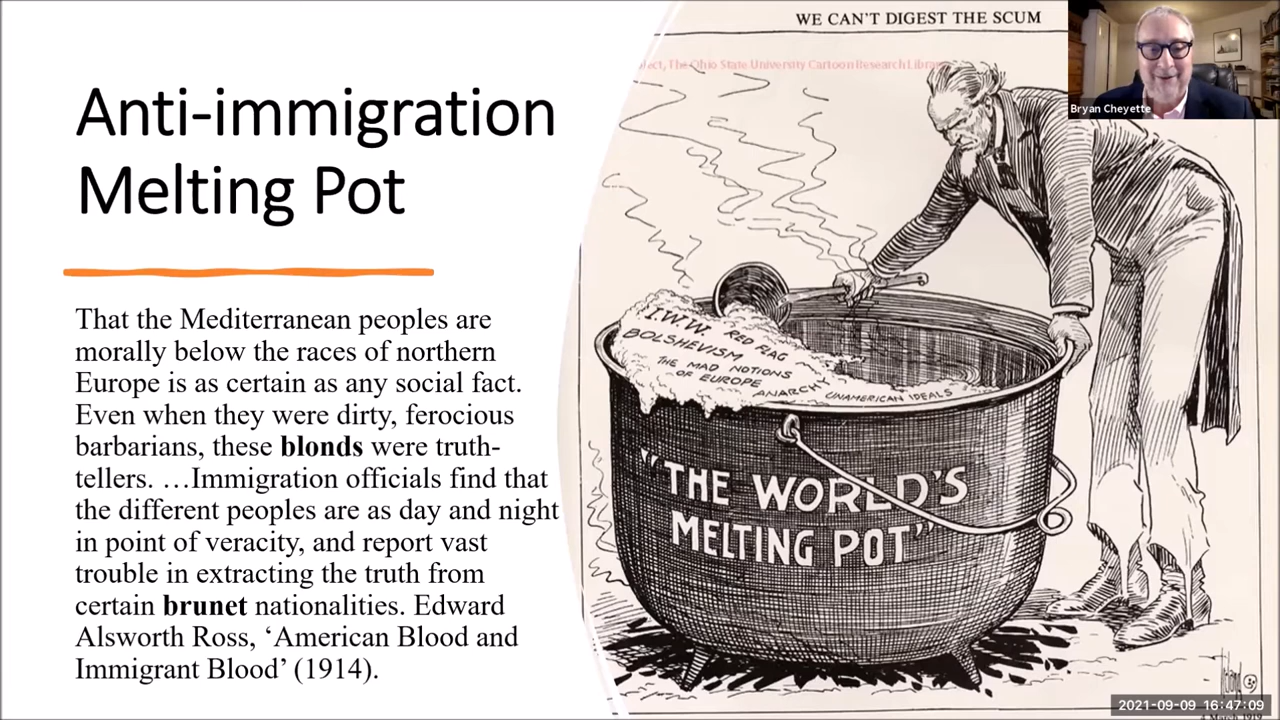 Anti-immigration
Melting Pot
That the Mediterranean peoples are
morally below the races of northern
Europe is as certain as any social fact.
Even when they were dirty, ferocious
barbarians, these blonds were truth-
tellers. …Immigration officials find that
the different peoples are as day and night
in point of veracity, and report vast
trouble in extracting the truth from
certain brunet nationalities. Edward
Alsworth Ross, ‘American Blood and
Immigrant Blood’ (1914).
WE CAN'T DIGEST THE SCUM
The Ohio State University Cartoon Research Library
I.W.W. RED FLAG
BOLSHEVISM
THE MAD NOTIONS
OF EUROPE
ANARCHY
UNAMERICAN IDEALS
"THE WORLD'S
MELTING POT"
Bryan Cheyette
2021-09-09 16:47:09
4 March 1919